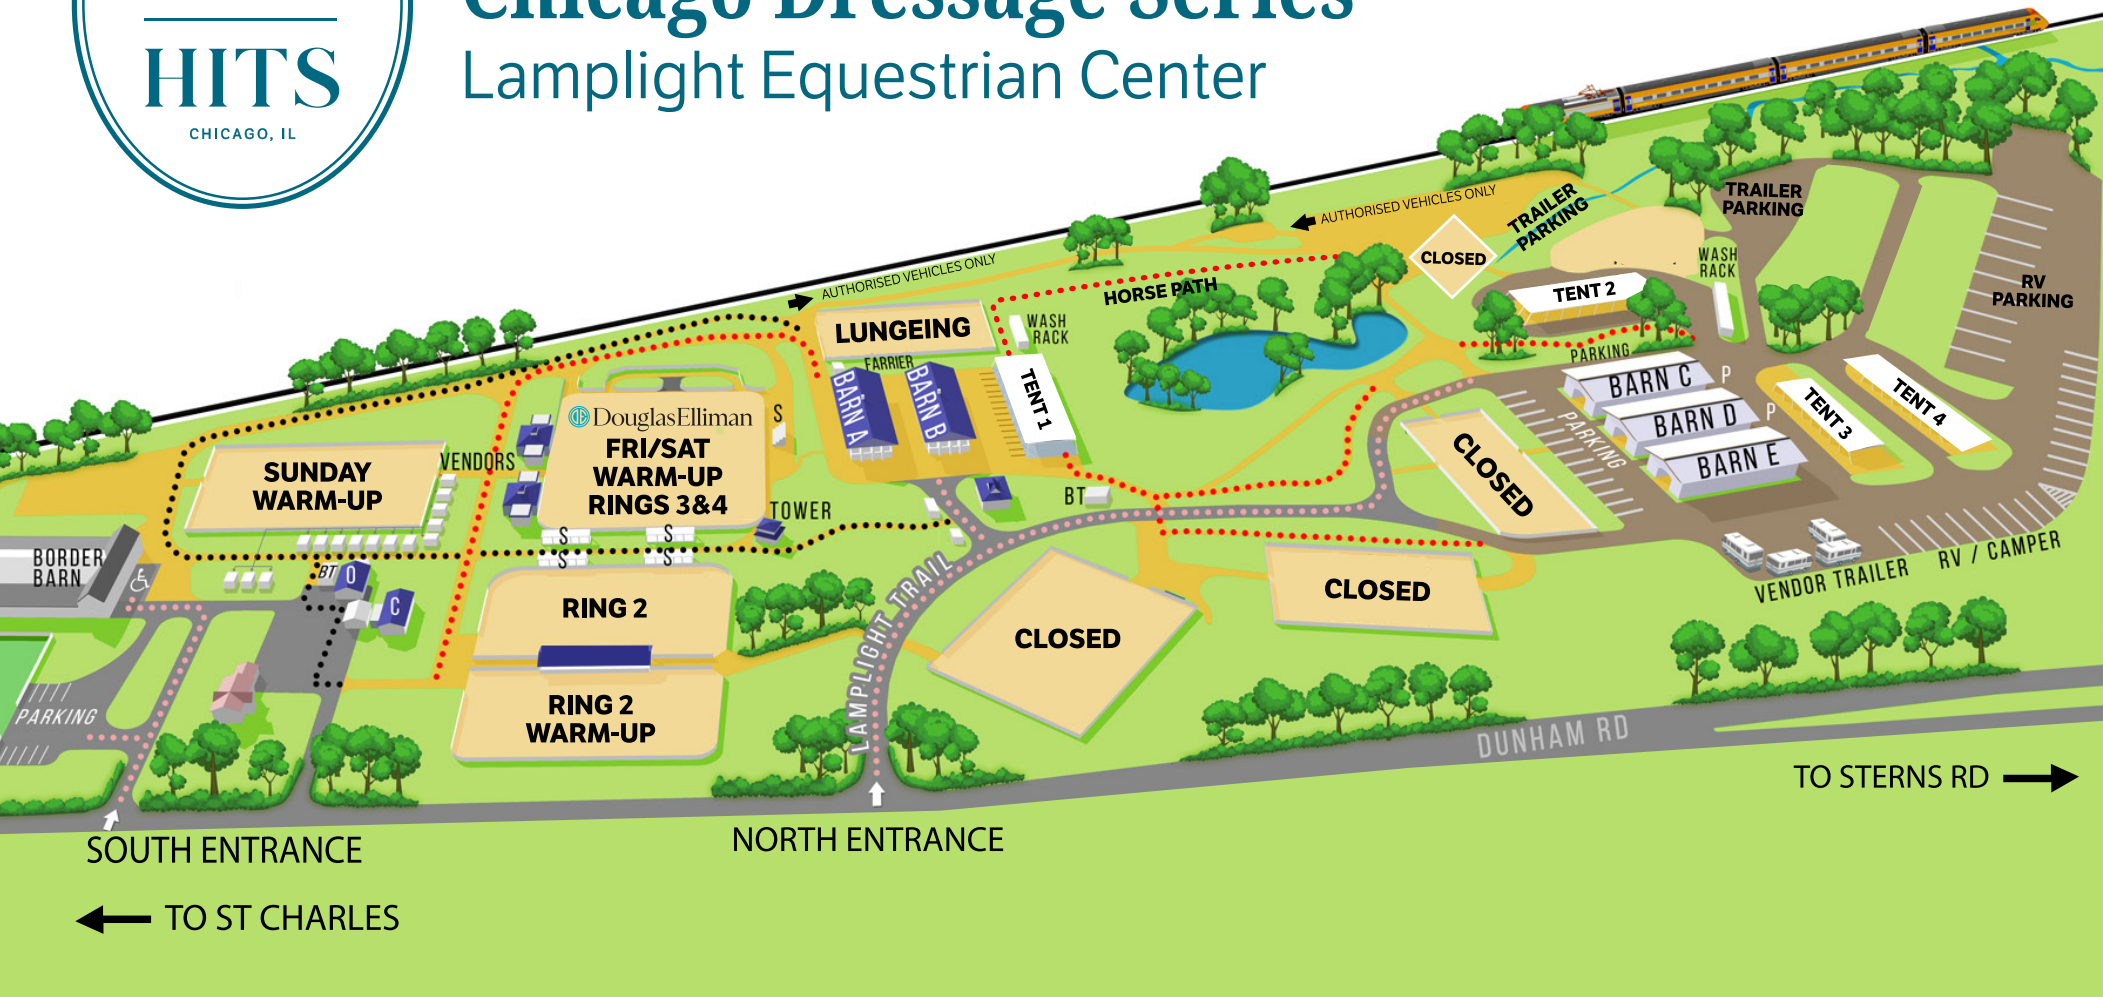 Chicago Dressage Series
Lamplight Equestrian Center
HITS
CHICAGO, IL
AUTHORISED VEHICLES ONLY
TRAILER
PARKING
TRAILER
PARKING
CLOSED
WASH
RACK
RV
PARKING
AUTHORISED VEHICLES ONLY
HORSE PATH
TENT 2
LUNGEING
WASH
RACK
FARRIER
BARN A
BARN B
TENT 1
PARKING
BARN C
P
BARN D
P
BARN E
PARKING
TENT 3
TENT 4
DouglasElliman
FRI/SAT
WARM-UP
RINGS 3&4
S
VENDORS
SUNDAY
WARM-UP
TOWER
BT
CLOSED
S
S
S
S
BORDER
BARN
BT
O
C
RING 2
CLOSED
CLOSED
VENDOR TRAILER
RV / CAMPER
LAMPLIGHT TRAIL
RING 2
WARM-UP
PARKING
DUNHAM RD
TO STERNS RD
SOUTH ENTRANCE
NORTH ENTRANCE
TO ST CHARLES